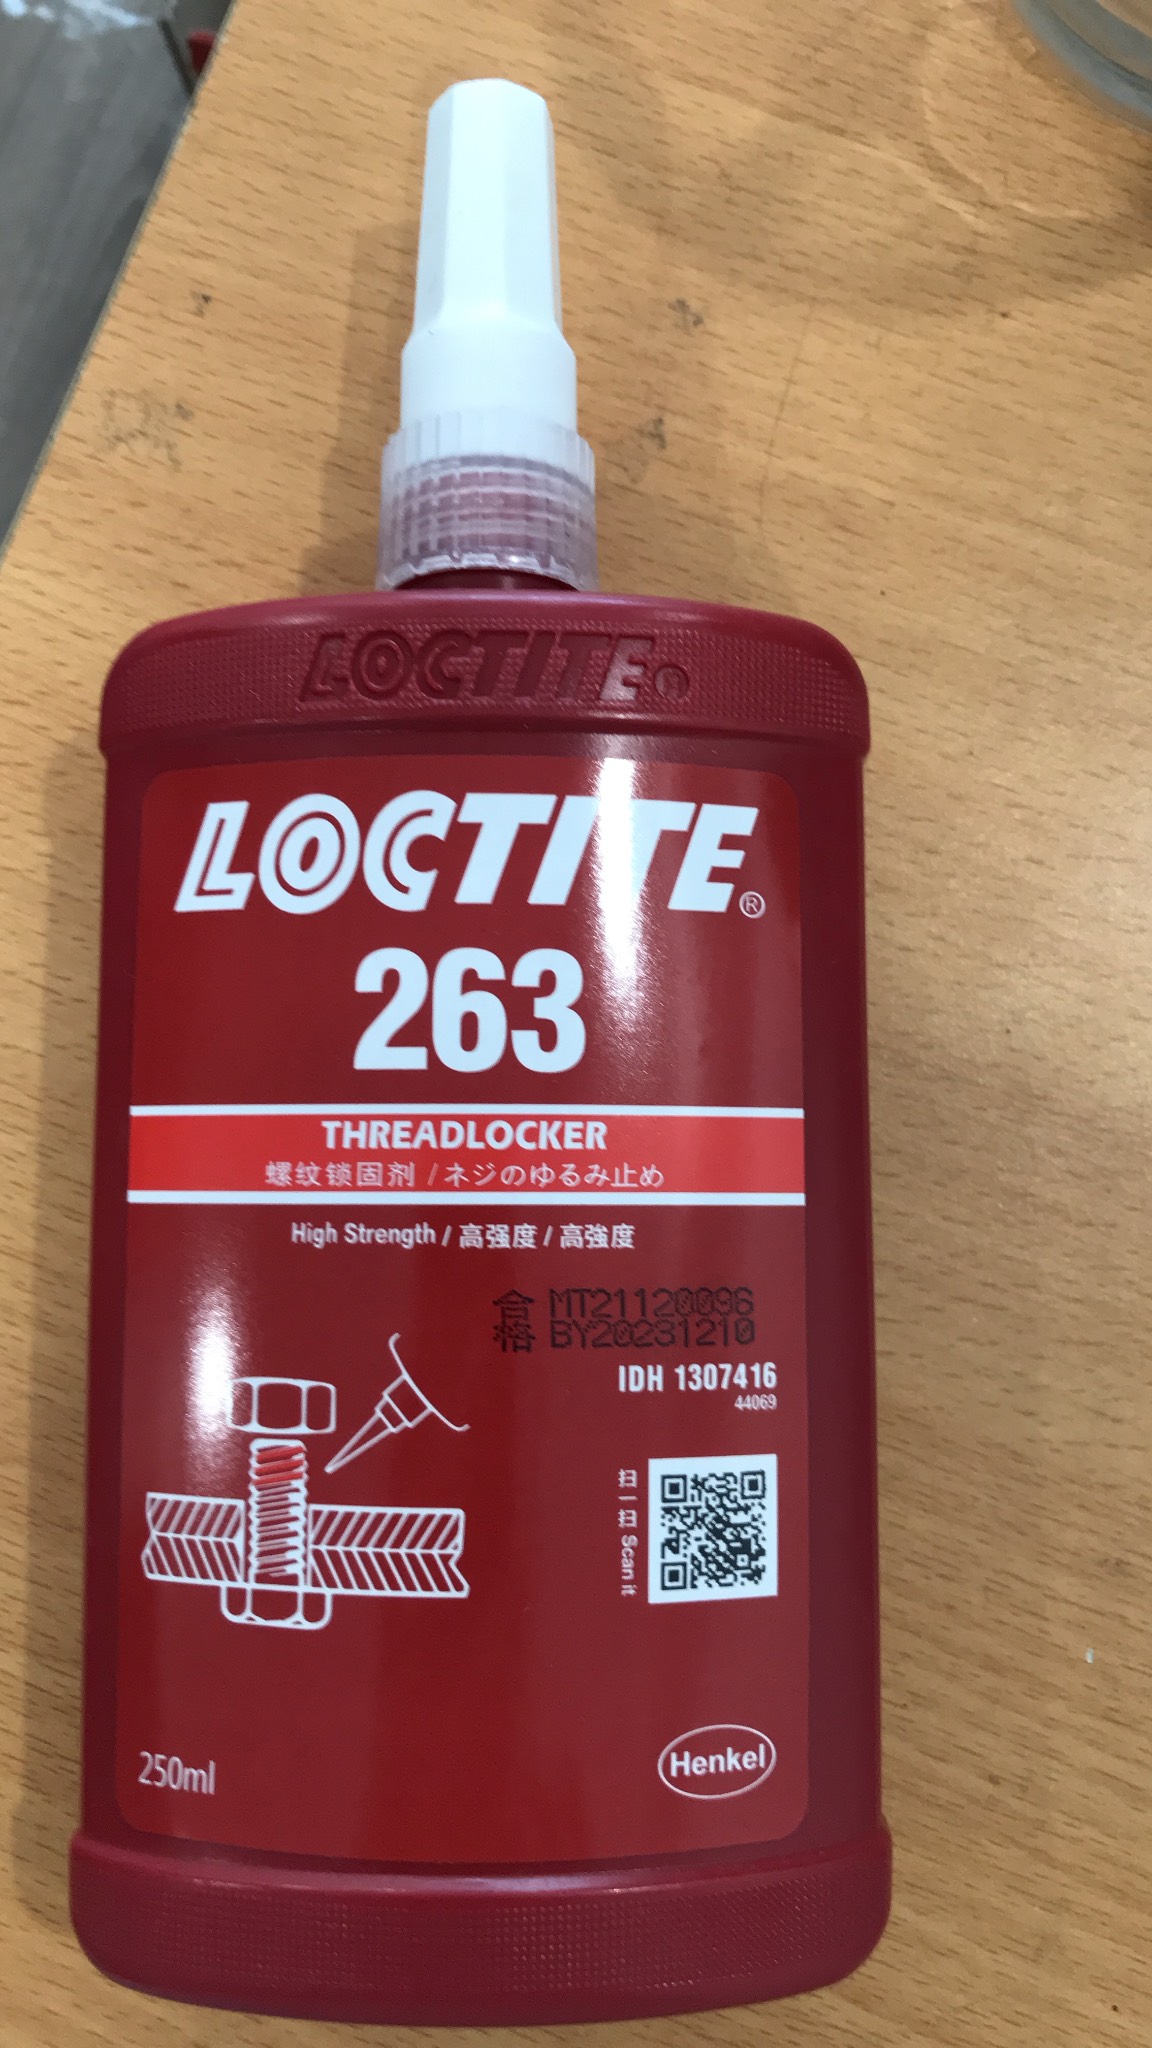 LOCTITE®
LOCTITE®
263
THREADLOCKER
螺纹锁固剂 / ネジのゆるみ止め
High Strength / 高强度 / 高強度
合格 MT21120096
BY20231210
IDH 1307416
44069
扫一扫 Scan it
250ml
Henkel